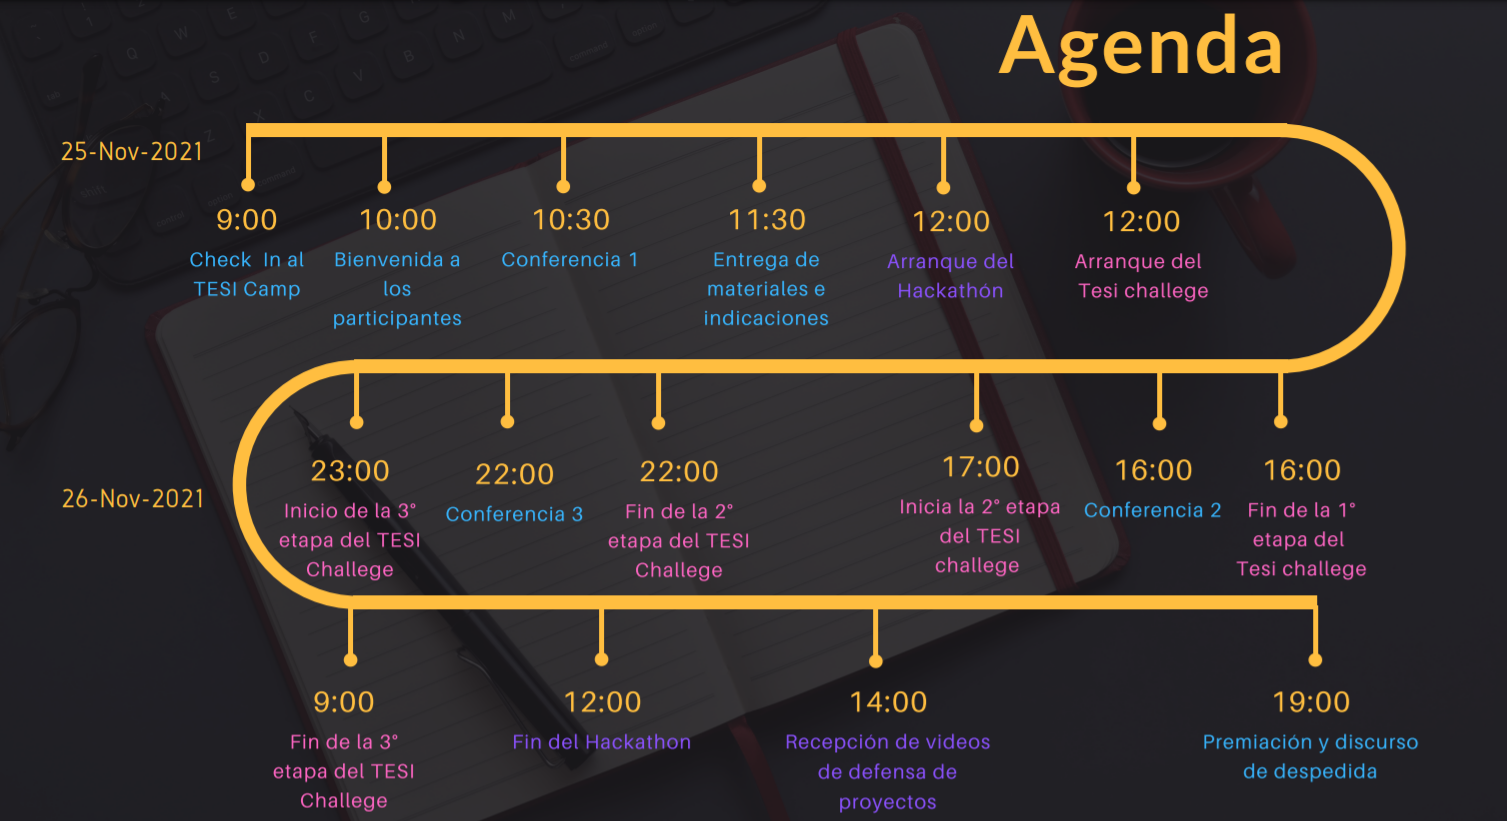 Agenda
25-Nov-2021
9:00
Check In al
TESI Camp
10:00
Bienvenida a
los
participantes
10:30
Conferencia 1
11:30
Entrega de
materiales e
indicaciones
12:00
Arranque del
Hackathón
12:00
Arranque del
Tesi challege
26-Nov-2021
23:00
Inicio de la 3°
etapa del TESI
Challege
22:00
Conferencia 3
22:00
Fin de la 2°
etapa del TESI
Challege
17:00
Inicia la 2° etapa
del TESI
challege
16:00
Conferencia 2
16:00
Fin de la 1°
etapa del
Tesi challege
9:00
Fin de la 3°
etapa del TESI
Challege
12:00
Fin del Hackathon
14:00
Recepción de videos
de defensa de
proyectos
19:00
Premiación y discurso
de despedida